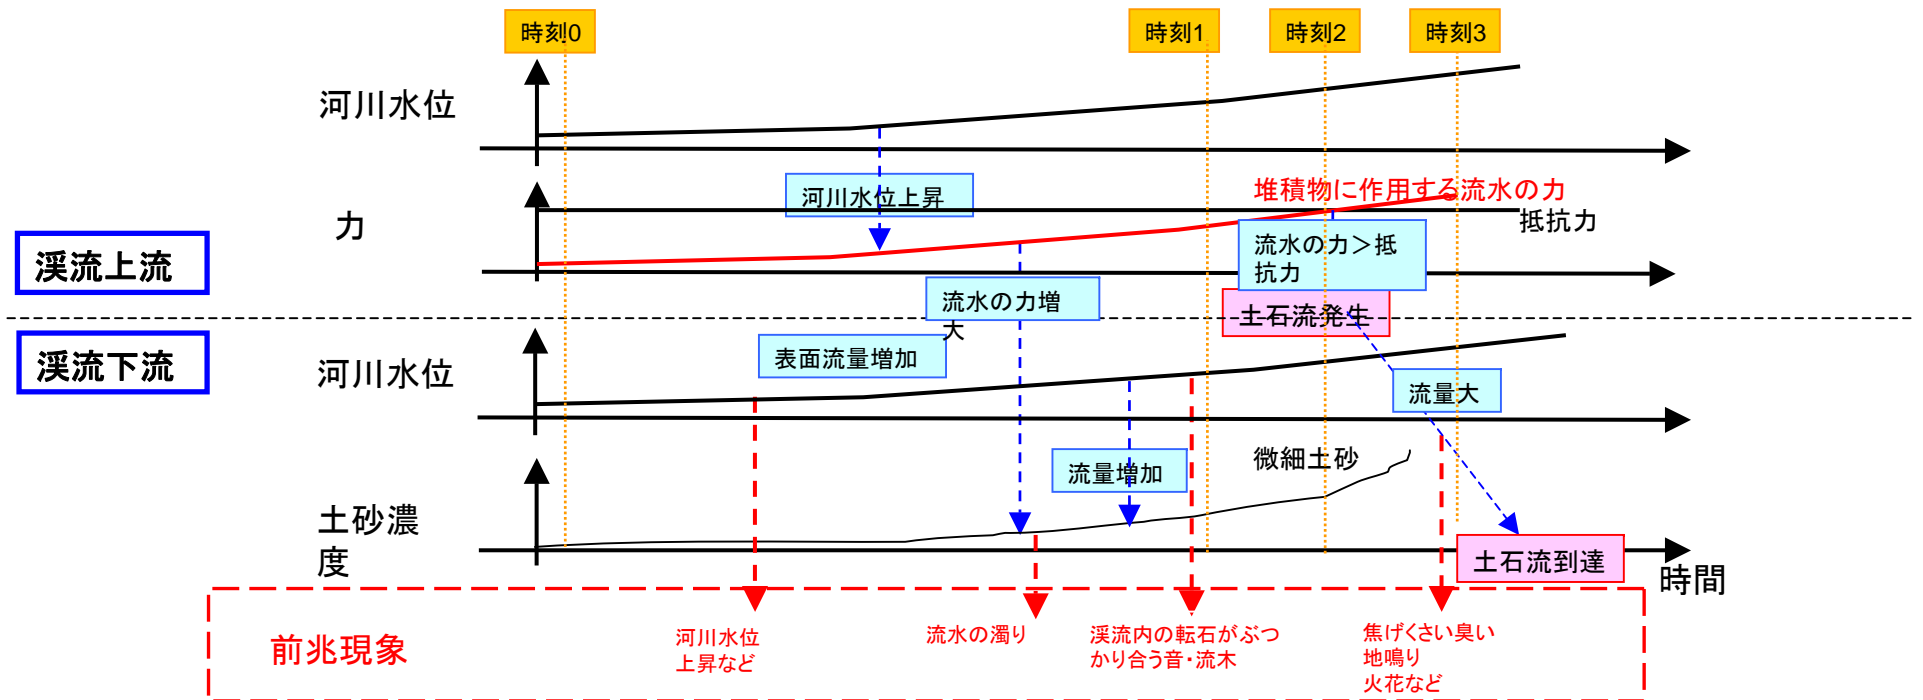 時刻0
時刻1
時刻2
時刻3
河川水位
河川水位上昇
堆積物に作用する流水の力
力
抵抗力
渓流上流
流水の力＞抵
抗力
流水の力増
大
土石流発生
渓流下流
河川水位
表面流量増加
流量大
流量増加
微細土砂
土砂濃
度
土石流到達
時間
前兆現象
河川水位
上昇など
流水の濁り
渓流内の転石がぶつ
かり合う音・流木
焦げくさい臭い
地鳴り
火花など